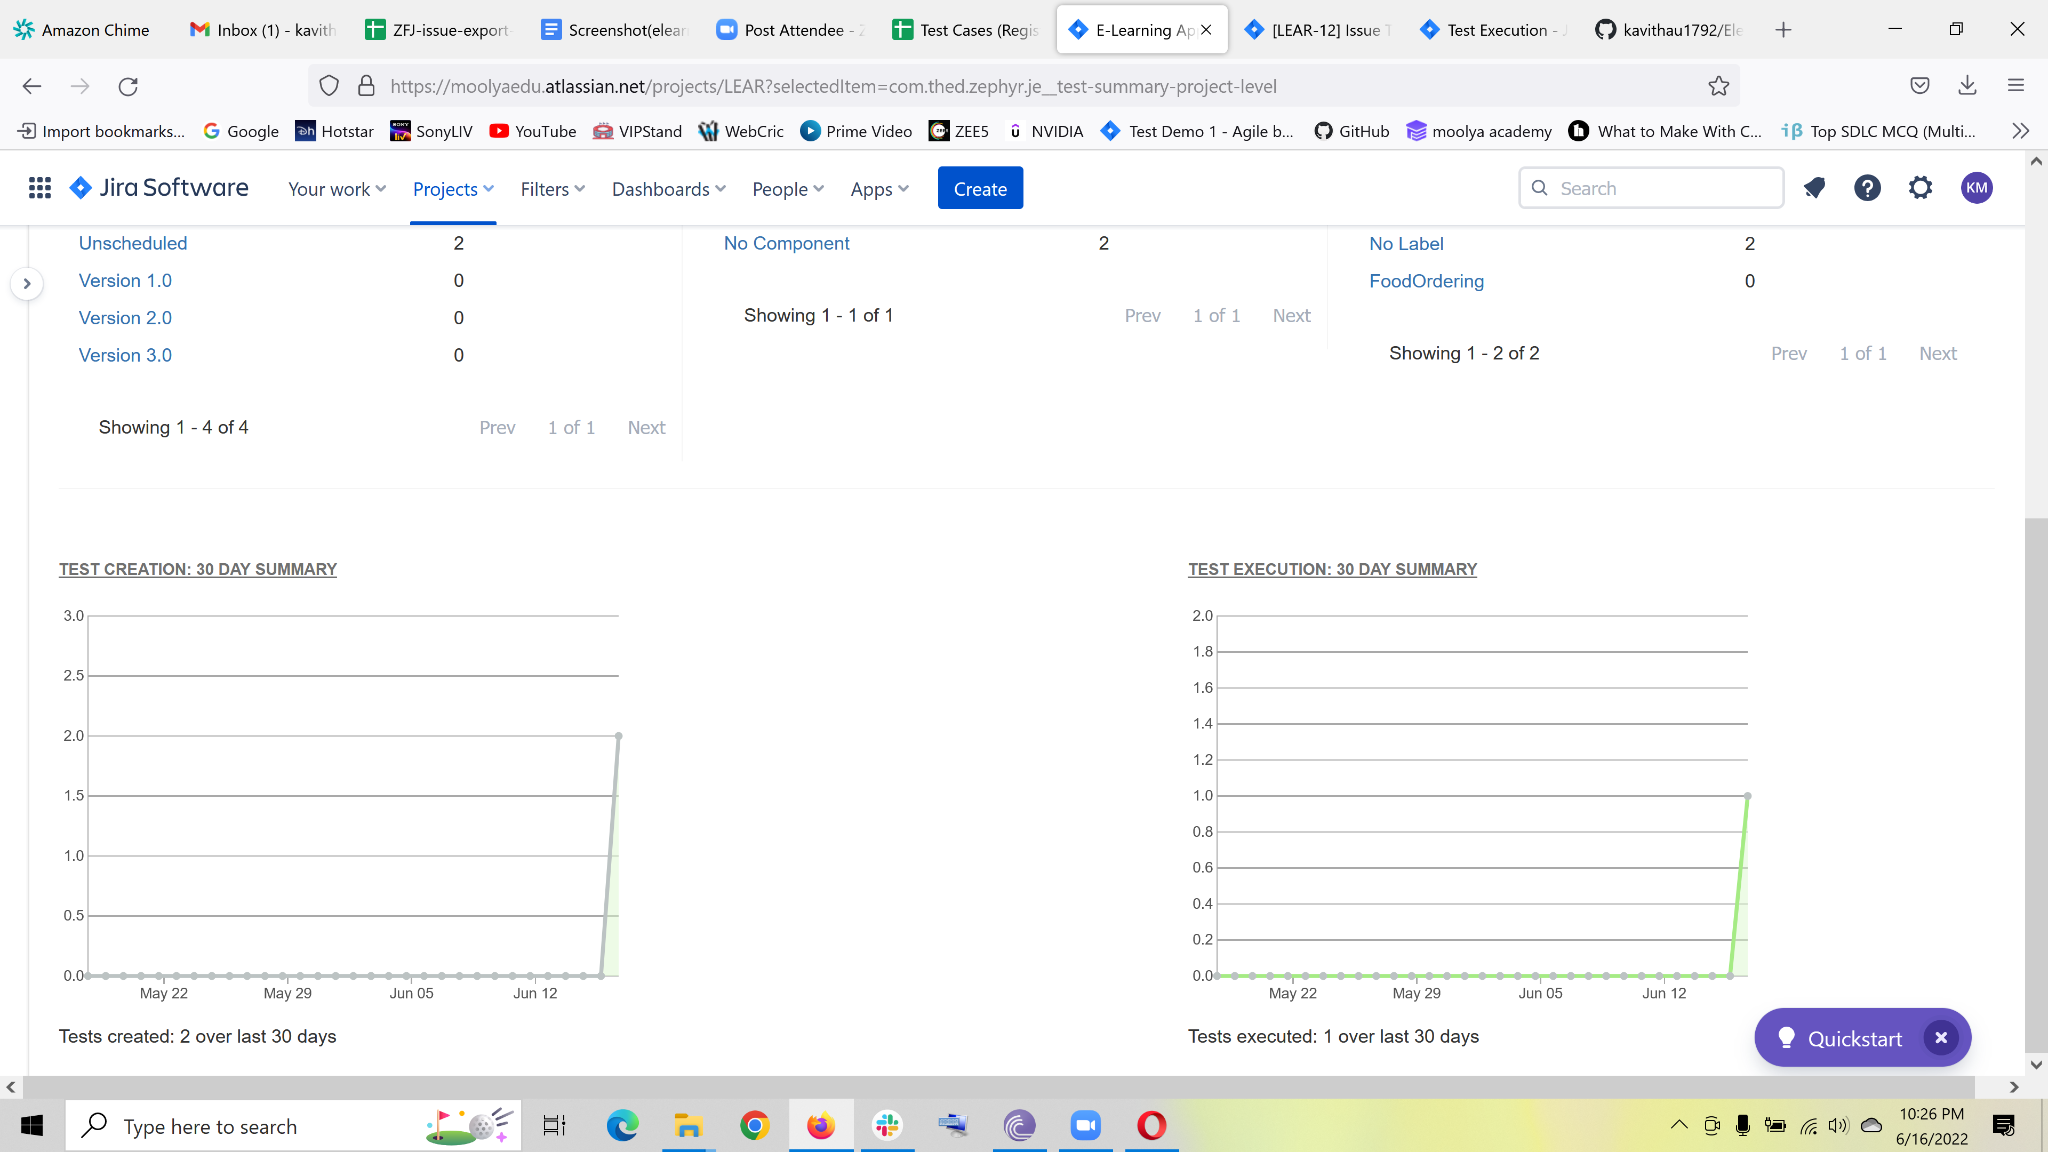 Amazon Chime
Inbox (1) - kavith
ZFJ-issue-export-
Screenshot(elear
Post Attendee - Z
Test Cases (Regis
E-Learning Ap
[LEAR-12] Issue T
Test Execution - J
kavithau1792/Ele
https://moolyaedu.atlassian.net/projects/LEAR?selectedItem=com.thed.zephyr.je__test-summary-project-level
Import bookmarks... Google Hotstar SonyLIV YouTube VIPStand WebCric Prime Video ZEE5 NVIDIA Test Demo 1 - Agile b... GitHub moolya academy What to Make With C... Top SDLC MCQ (Multi...
Jira Software Your work Projects Filters Dashboards People Apps Create Search KM
Unscheduled 2
Version 1.0 0
Version 2.0 0
Version 3.0 0
Showing 1 - 4 of 4 Prev 1 of 1 Next
No Component 2
Showing 1 - 1 of 1 Prev 1 of 1 Next
No Label 2
FoodOrdering 0
Showing 1 - 2 of 2 Prev 1 of 1 Next
TEST CREATION: 30 DAY SUMMARY
3.0
2.5
2.0
1.5
1.0
0.5
0.0
May 22 May 29 Jun 05 Jun 12
Tests created: 2 over last 30 days
TEST EXECUTION: 30 DAY SUMMARY
2.0
1.8
1.6
1.4
1.2
1.0
0.8
0.6
0.4
0.2
0.0
May 22 May 29 Jun 05 Jun 12
Tests executed: 1 over last 30 days
Quickstart
Type here to search
10:26 PM
6/16/2022